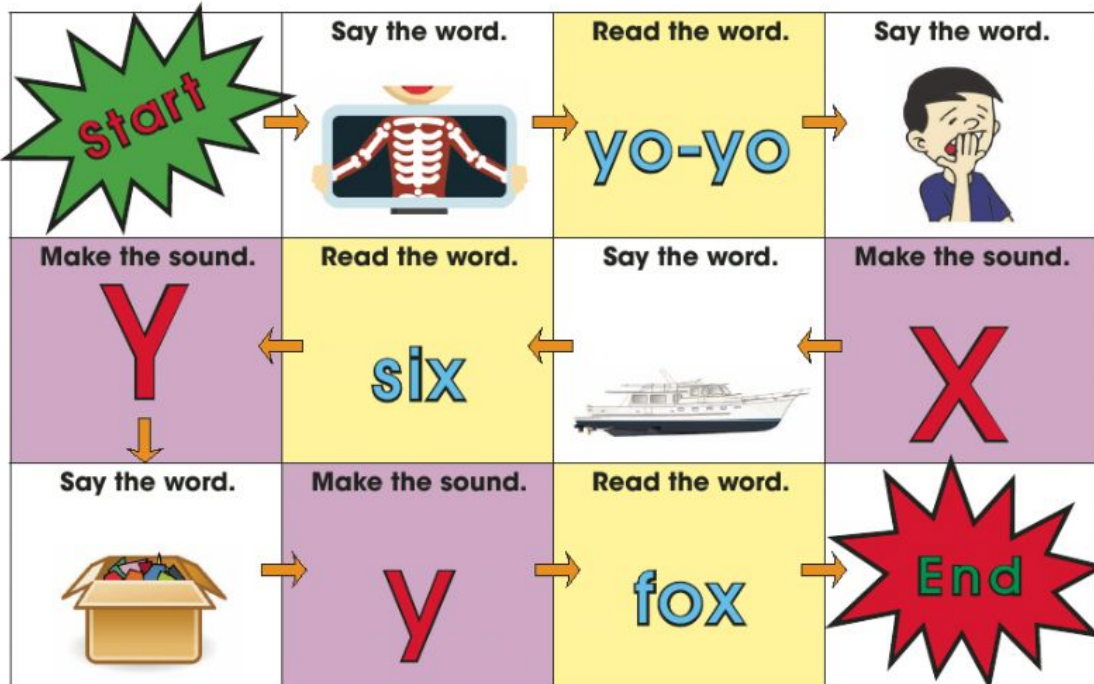 Start
Say the word.
Read the word.
yo-yo
Say the word.
Make the sound.
X
Say the word.
Read the word.
six
Make the sound.
Y
Say the word.
Make the sound.
y
Read the word.
fox
End